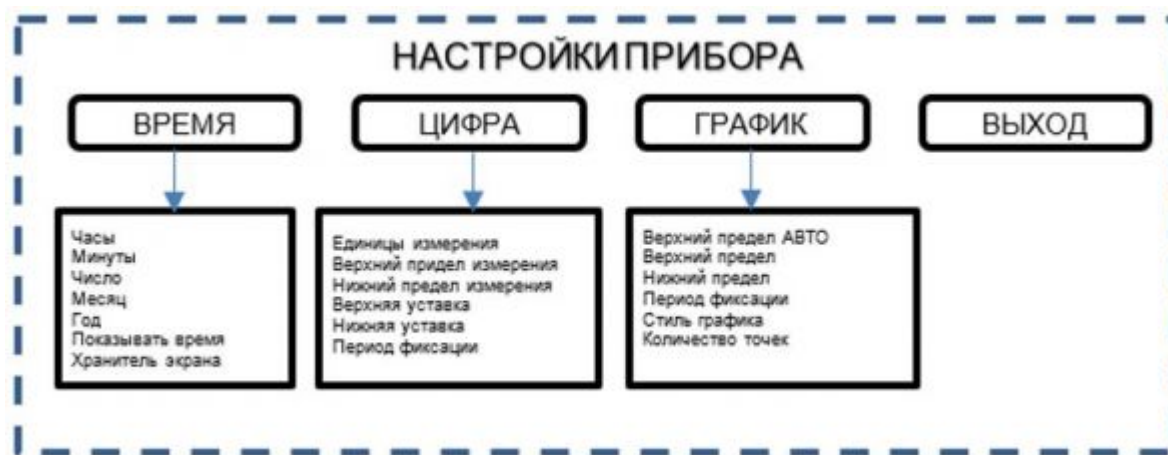 НАСТРОЙКИ ПРИБОРА
ВРЕМЯ
ЦИФРА
ГРАФИК
ВЫХОД
Часы
Минуты
Число
Месяц
Год
Показывать время
Хранитель экрана
Единицы измерения
Верхний придел измерения
Нижний предел измерения
Верхняя уставка
Нижняя уставка
Период фиксации
Верхний предел АВТО
Верхний предел
Нижний предел
Период фиксации
Стиль графика
Количество точек